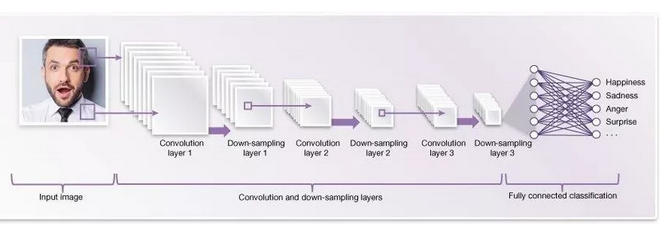 Happiness
Sadness
Anger
Surprise
...
Convolution
layer 1
Down-sampling
layer 1
Convolution
layer 2
Down-sampling
layer 2
Convolution
layer 3
Down-sampling
layer 3
Input image
Convolution and down-sampling layers
Fully connected classification